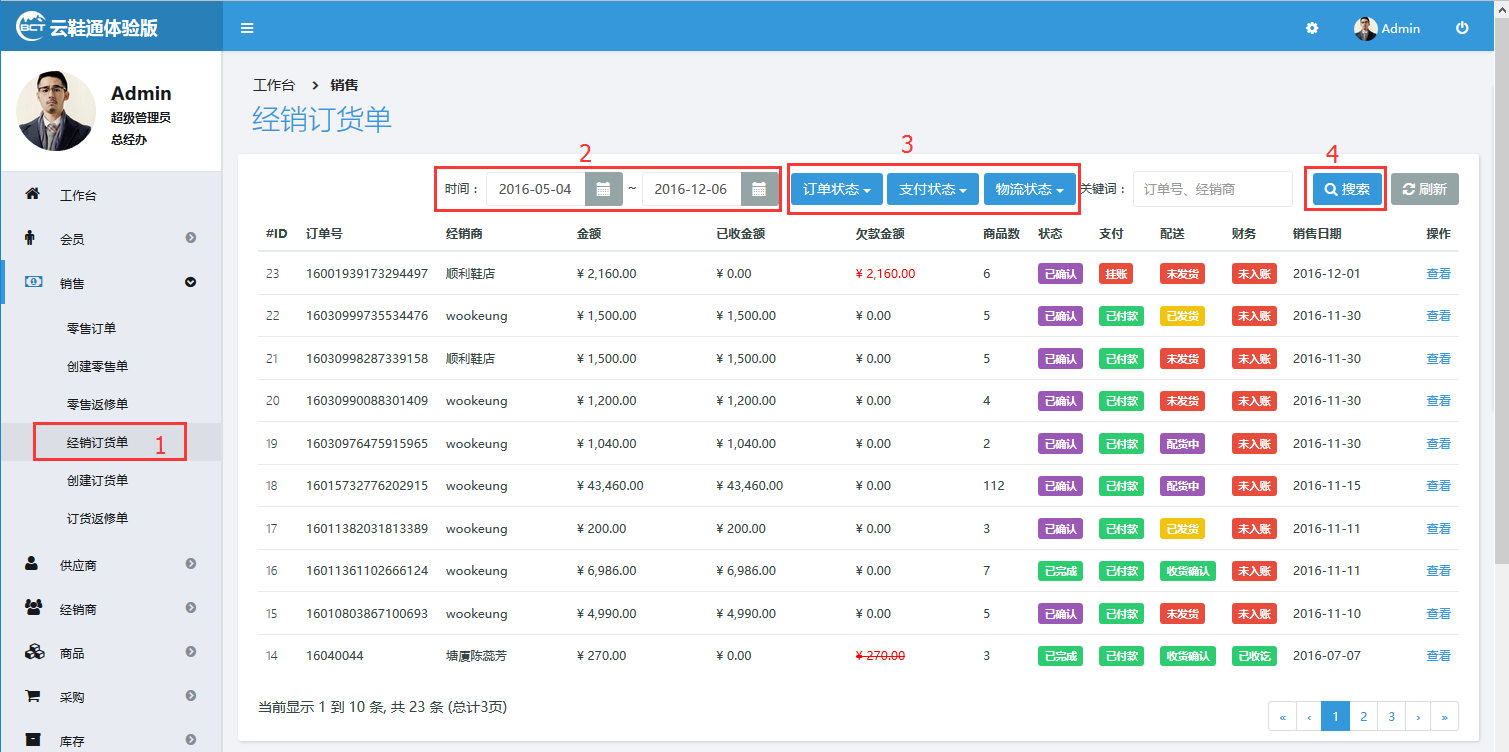 BCT 云鞋通体验版
Admin
Admin
超级管理员
总经办
工作台
会员
销售
零售订单
创建零售单
零售返修单
经销订货单 1
创建订货单
订货返修单
供应商
经销商
商品
采购
库存
工作台 > 销售
经销订货单
2 3 4
时间: 2016-05-04 ~ 2016-12-06 订单状态 支付状态 物流状态 关键词: 订单号、经销商 搜索 刷新
#ID 订单号 经销商 金额 已收金额 欠款金额 商品数 状态 支付 配送 财务 销售日期 操作
23 16001939173294497 顺利鞋店 ¥ 2,160.00 ¥ 0.00 ¥ 2,160.00 6 已确认 挂账 未发货 未入账 2016-12-01 查看
22 16030999735534476 wookeung ¥ 1,500.00 ¥ 1,500.00 ¥ 0.00 5 已确认 已付款 已发货 未入账 2016-11-30 查看
21 16030998287339158 顺利鞋店 ¥ 1,500.00 ¥ 1,500.00 ¥ 0.00 5 已确认 已付款 未发货 未入账 2016-11-30 查看
20 16030990088301409 wookeung ¥ 1,200.00 ¥ 1,200.00 ¥ 0.00 4 已确认 已付款 未发货 未入账 2016-11-30 查看
19 16030976475915965 wookeung ¥ 1,040.00 ¥ 1,040.00 ¥ 0.00 2 已确认 已付款 配货中 未入账 2016-11-30 查看
18 16015732776202915 wookeung ¥ 43,460.00 ¥ 43,460.00 ¥ 0.00 112 已确认 已付款 配货中 未入账 2016-11-15 查看
17 16011382031813389 wookeung ¥ 200.00 ¥ 200.00 ¥ 0.00 3 已确认 已付款 已发货 未入账 2016-11-11 查看
16 16011361102666124 wookeung ¥ 6,986.00 ¥ 6,986.00 ¥ 0.00 7 已完成 已付款 收货确认 未入账 2016-11-11 查看
15 16010803867100693 wookeung ¥ 4,990.00 ¥ 4,990.00 ¥ 0.00 5 已确认 已付款 未发货 未入账 2016-11-10 查看
14 16040044 塘厦陈蕊芳 ¥ 270.00 ¥ 0.00 ¥ 270.00 3 已完成 已付款 收货确认 已收讫 2016-07-07 查看
当前显示 1 到 10 条, 共 23 条 (总计3页)
« ‹ 1 2 3 › »